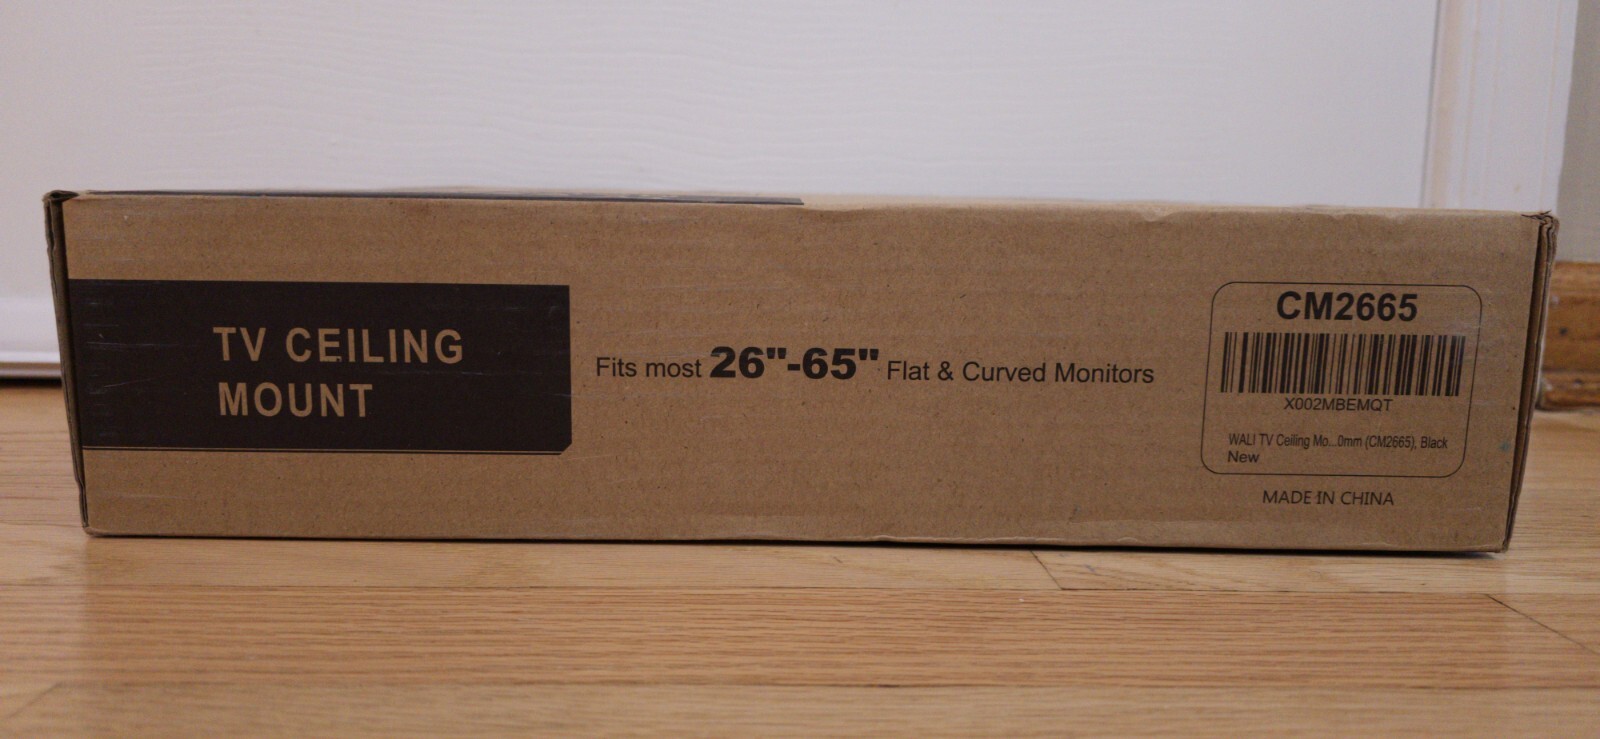 TV CEILING
MOUNT
Fits most 26"-65" Flat & Curved Monitors
CM2665
X002MBEMQT
WALI TV Ceiling Mo...0mm (CM2665), Black
New
MADE IN CHINA